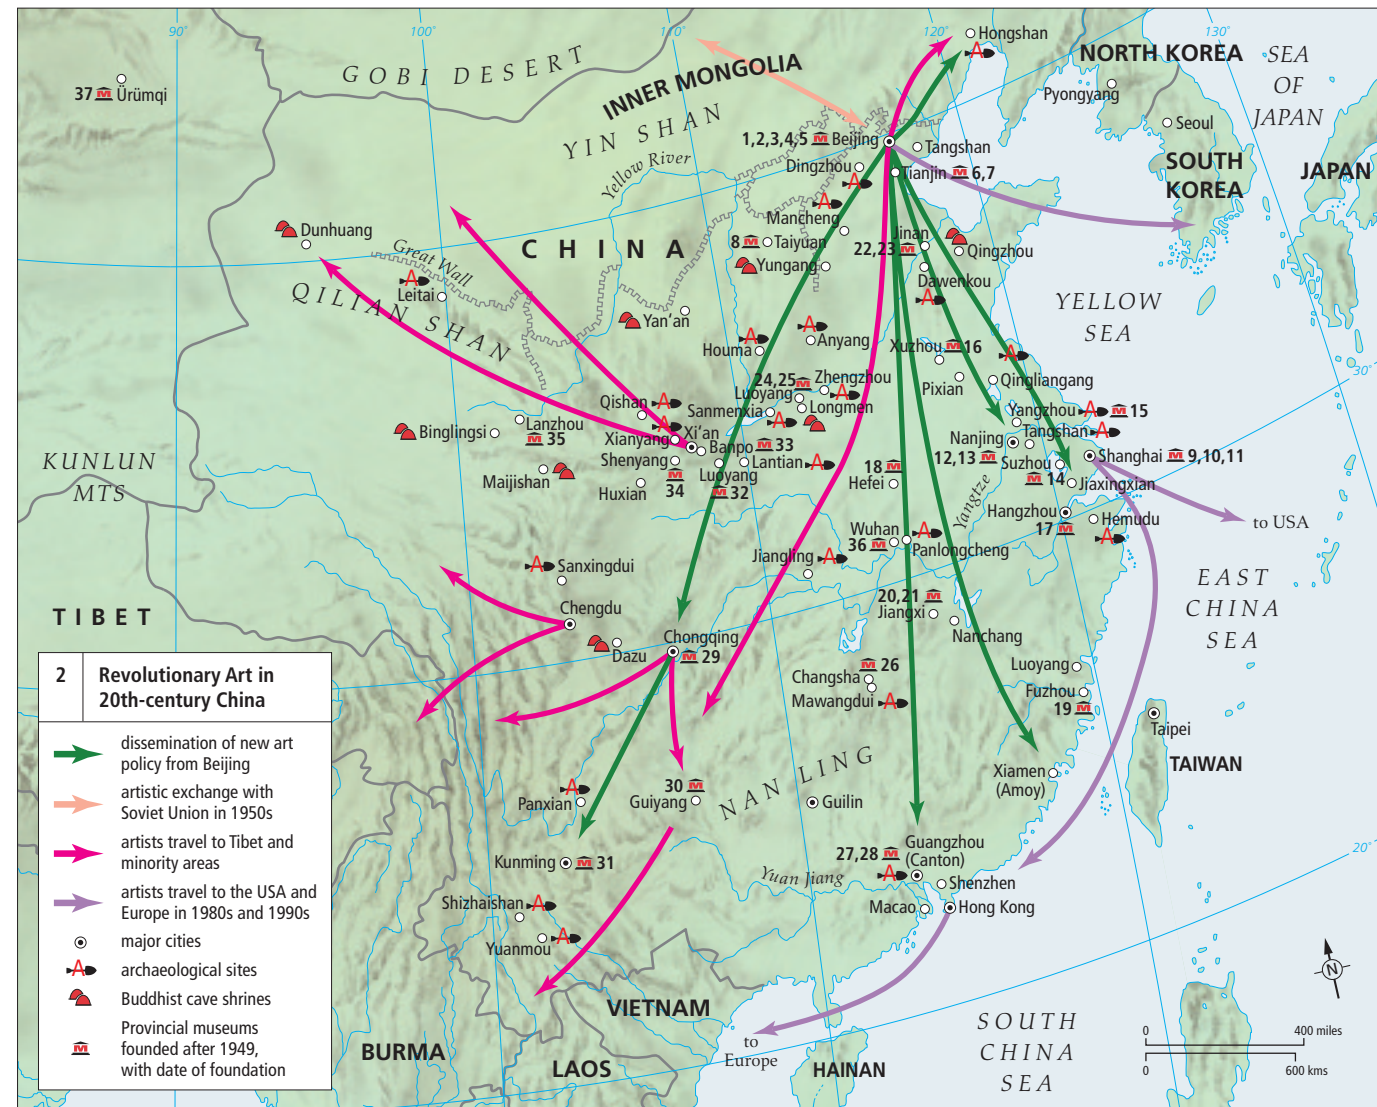 90°
100°
110°
120°
130°
GOBI DESERT
INNER MONGOLIA
Hongshan
NORTH KOREA
SEA
OF
JAPAN
37 Ürümqi
YIN SHAN
Pyongyang
Seoul
1,2,3,4,5 Beijing
Tangshan
Yellow River
Dingzhou
Tianjin 6,7
SOUTH
KOREA
JAPAN
Mancheng
Dunhuang
CHINA
8 Taiyuan
Jinan
22,23
Qingzhou
Great Wall
Yungang
Dawenkou
Leitai
QILIAN SHAN
YELLOW
SEA
Yan'an
Houma
Anyang
Xuzhou 16
30°
24,25
Zhengzhou
Pixian
Qingliangang
Luoyang
Longmen
Qishan
Sanmenxia
Yangzhou 15
Lanzhou
35
Binglingsi
Xianyang
Xi'an
Banpo 33
Nanjing
Tangshan
12,13
KUNLUN
MTS
Shenyang
34
Luoyang
32
Lantian
18
Hefei
Suzhou
14
Shanghai 9,10,11
Maijishan
Huxian
Jiaxingxian
Yangtze
Hangzhou
17
Hemudu
to USA
Wuhan
36
Panlongcheng
Jiangling
Sanxingdui
EAST
CHINA
SEA
TIBET
Chengdu
20,21
Jiangxi
Nanchang
Chongqing
29
Dazu
26
Changsha
Mawangdui
Luoyang
Fuzhou
19
Taipei
TAIWAN
NAN LING
Xiamen
(Amoy)
30
Guiyang
Panxian
Guilin
Guangzhou
(Canton)
27,28
20°
Kunming 31
Yuan Jiang
Shenzhen
Macao
Hong Kong
Shizhaishan
Yuanmou
VIETNAM
to
Europe
SOUTH
CHINA
SEA
BURMA
LAOS
HAINAN
N
0 400 miles
0 600 kms
2 Revolutionary Art in
20th-century China
dissemination of new art
policy from Beijing
artistic exchange with
Soviet Union in 1950s
artists travel to Tibet and
minority areas
artists travel to the USA and
Europe in 1980s and 1990s
major cities
archaeological sites
Buddhist cave shrines
Provincial museums
founded after 1949,
with date of foundation